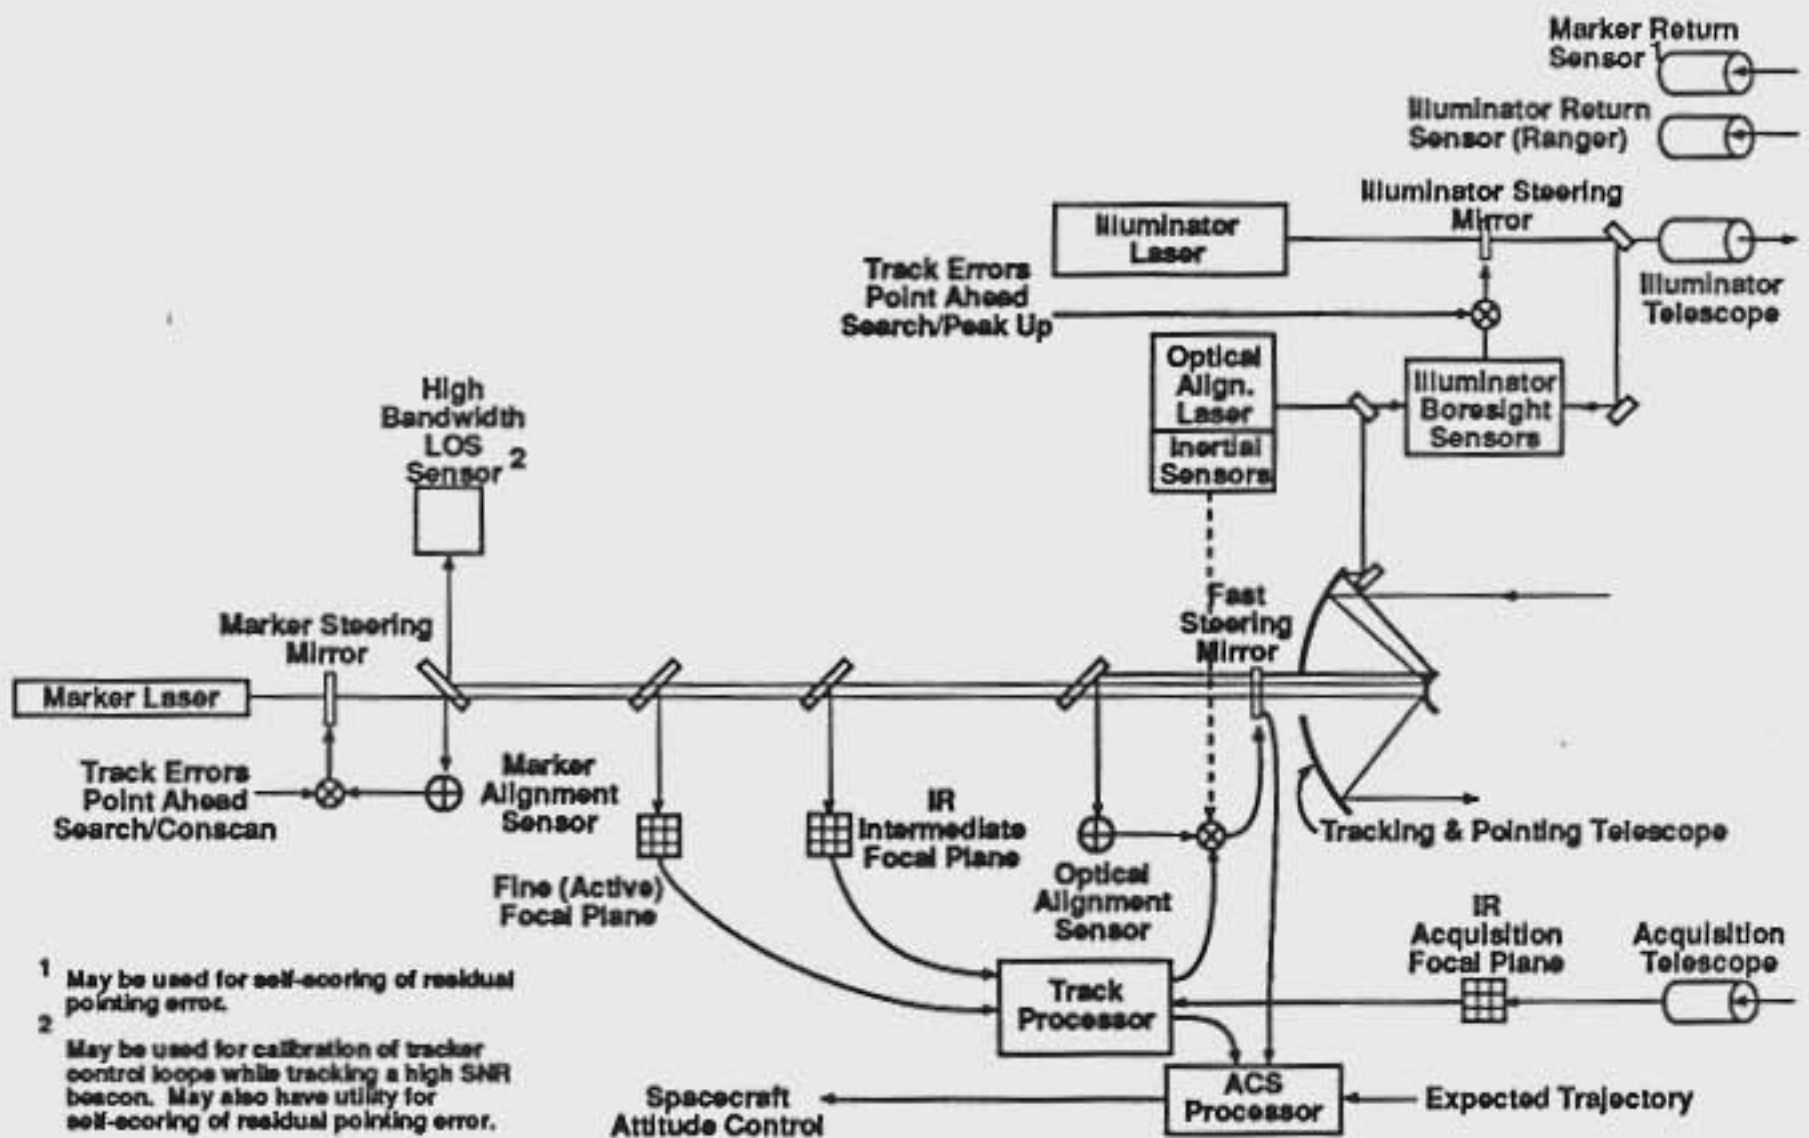 Marker Return
Sensor 1
Illuminator Return
Sensor (Ranger)
Illuminator Steering
Mirror
Illuminator
Laser
Track Errors
Point Ahead
Search/Peak Up
Illuminator
Telescope
Optical
Align.
Laser
Inertial
Sensors
Illuminator
Boresight
Sensors
High
Bandwidth
LOS
Sensor 2
Fast
Steering
Mirror
Marker Steering
Mirror
Marker Laser
Track Errors
Point Ahead
Search/Conscan
Marker
Alignment
Sensor
IR
Intermediate
Focal Plane
Tracking & Pointing Telescope
Fine (Active)
Focal Plane
Optical
Alignment
Sensor
IR
Acquisition
Focal Plane
Acquisition
Telescope
Track
Processor
ACS
Processor
Expected Trajectory
Spacecraft
Attitude Control
1 May be used for self-scoring of residual
pointing error.
2
May be used for calibration of tracker
control loops while tracking a high SNR
beacon. May also have utility for
self-scoring of residual pointing error.